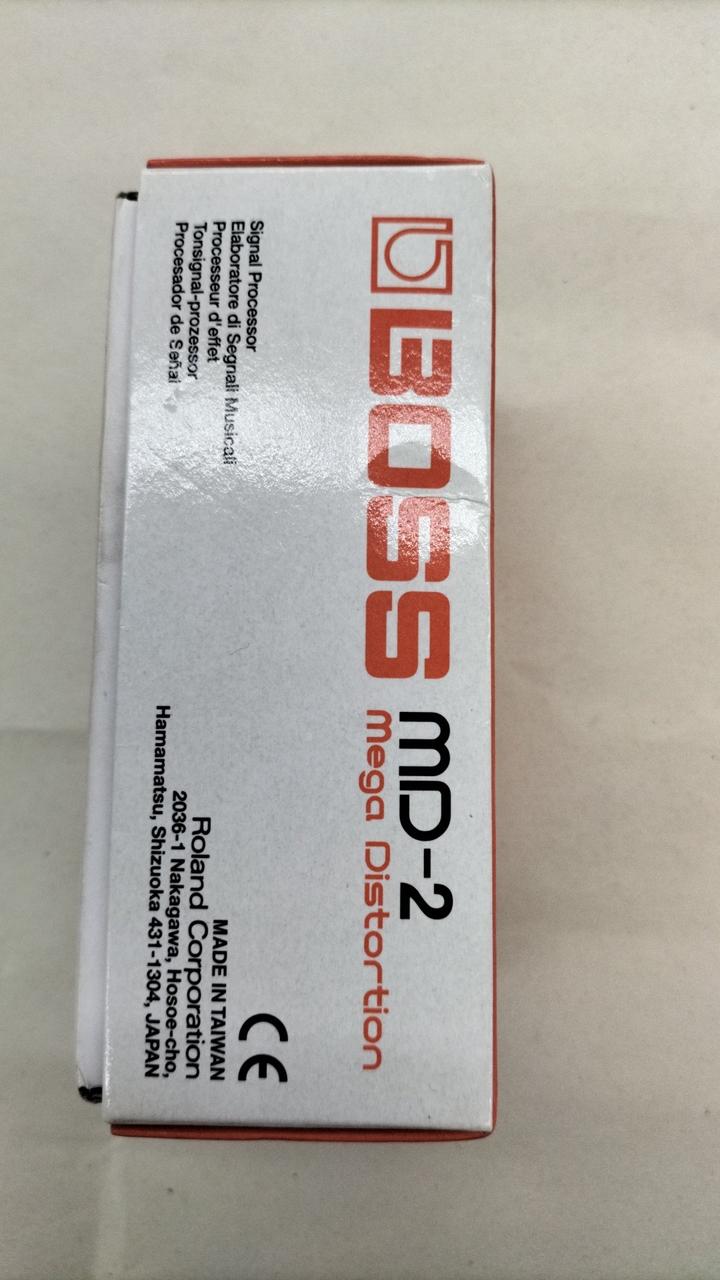 BOSS MD-2
Mega Distortion
Signal Processor
Elaboratore di Segnali Musicali
Processeur d'effet
Tonsignal-prozessor
Procesador de Señal
CE
MADE IN TAIWAN
Roland Corporation
2036-1 Nakagawa, Hosoe-cho,
Hamamatsu, Shizuoka 431-1304, JAPAN